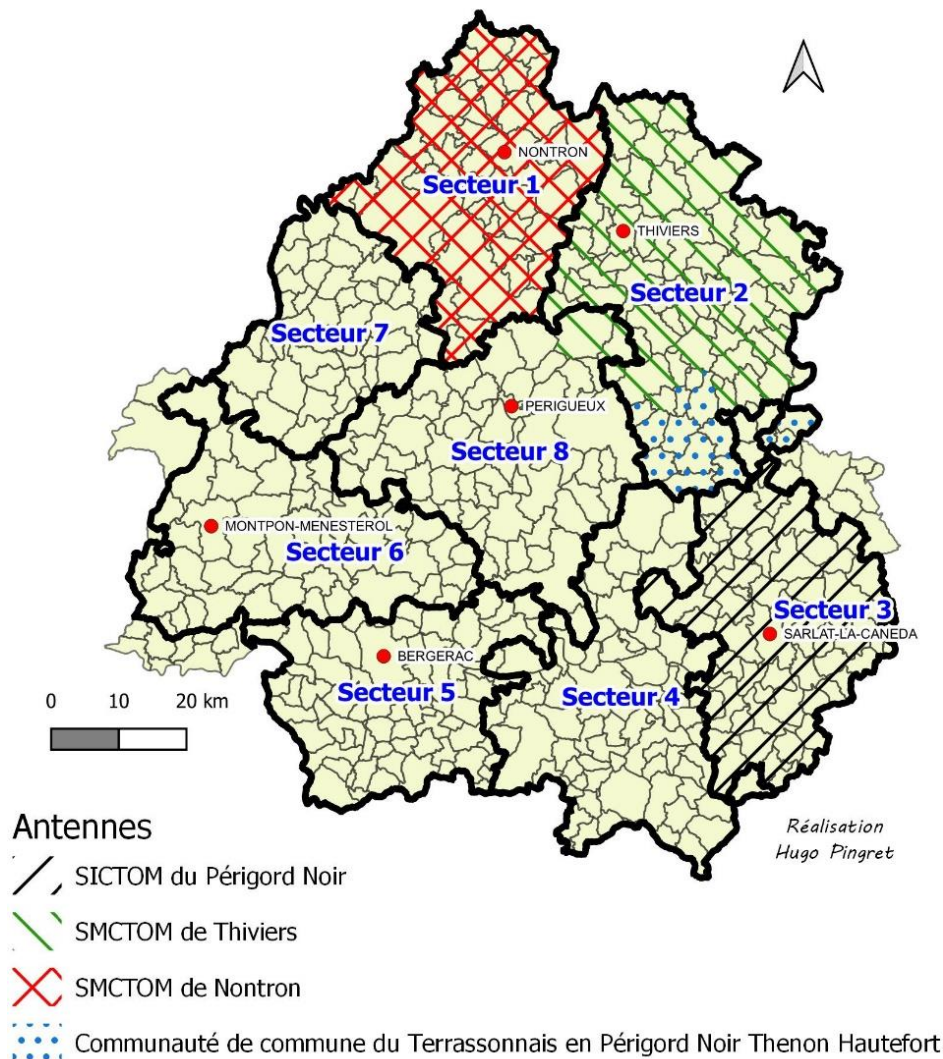 NONTRON
Secteur 1
THIVIERS
Secteur 2
Secteur 7
PERIGUEUX
Secteur 8
MONTPON-MENESTEROL
Secteur 6
Secteur 3
SARLAT-LA-CANEDA
BERGERAC
Secteur 5
Secteur 4
0 10 20 km
Antennes
Réalisation
Hugo Pingret
SICTOM du Périgord Noir
SMCTOM de Thiviers
SMCTOM de Nontron
Communauté de commune du Terrassonnais en Périgord Noir Thenon Hautefort